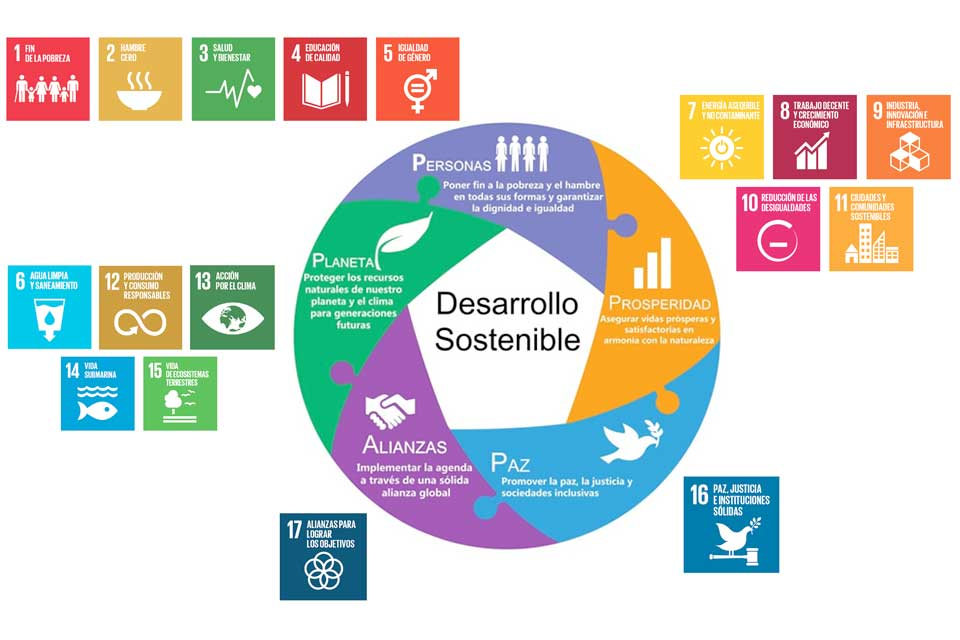 1 FIN
DE LA POBREZA
2 HAMBRE
CERO
3 SALUD
Y BIENESTAR
4 EDUCACIÓN
DE CALIDAD
5 IGUALDAD
DE GÉNERO
7 ENERGÍA ASEQUIBLE
Y NO CONTAMINANTE
8 TRABAJO DECENTE
Y CRECIMIENTO
ECONÓMICO
9 INDUSTRIA,
INNOVACIÓN E
INFRAESTRUCTURA
10 REDUCCIÓN DE LAS
DESIGUALDADES
11 CIUDADES Y
COMUNIDADES
SOSTENIBLES
PERSONAS
Poner fin a la pobreza y el hambre
en todas sus formas y garantizar
la dignidad e igualdad
PLANETA
Proteger los recursos
naturales de nuestro
planeta y el clima
para generaciones
futuras
Desarrollo
Sostenible
PROSPERIDAD
Asegurar vidas prósperas y
satisfactorias en
armonia con la naturaleza
6 AGUA LIMPIA
Y SANEAMIENTO
12 PRODUCCIÓN
Y CONSUMO
RESPONSABLES
13 ACCIÓN
POR EL CLIMA
14 VIDA
SUBMARINA
15 VIDA
DE ECOSISTEMAS
TERRESTRES
ALIANZAS
Implementar la agenda
a través de una sólida
alianza global
PAZ
Promover la paz, la justicia y
sociedades inclusivas
16 PAZ, JUSTICIA
E INSTITUCIONES
SÓLIDAS
17 ALIANZAS PARA
LOGRAR
LOS OBJETIVOS